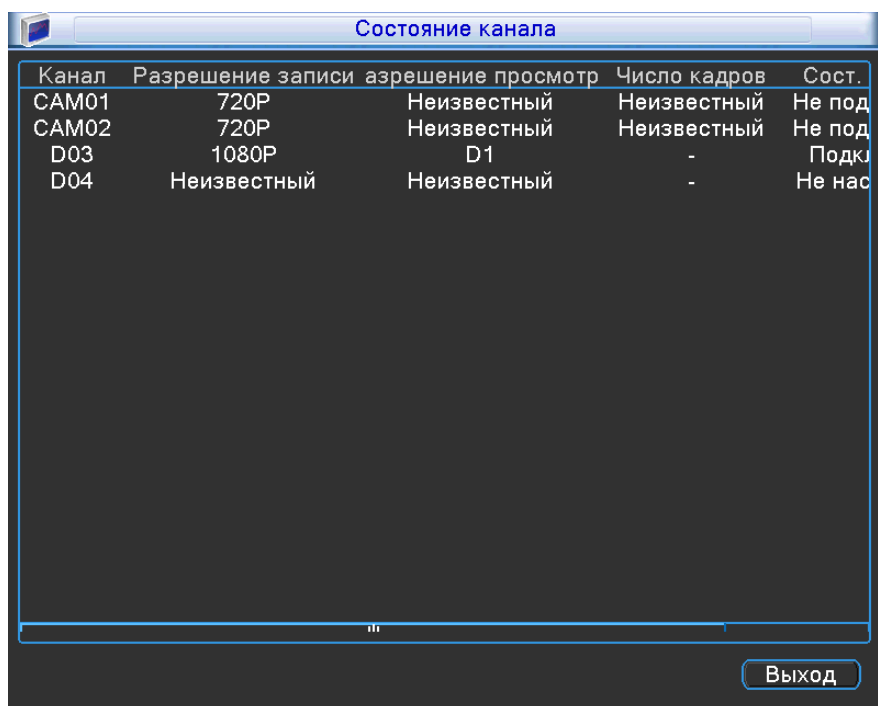 Состояние канала
Канал Разрешение записи азрешение просмотр Число кадров Сост.
CAM01 720P Неизвестный Неизвестный Не под
CAM02 720P Неизвестный Неизвестный Не под
D03 1080P D1 - Подкл
D04 Неизвестный Неизвестный - Не нас
Выход